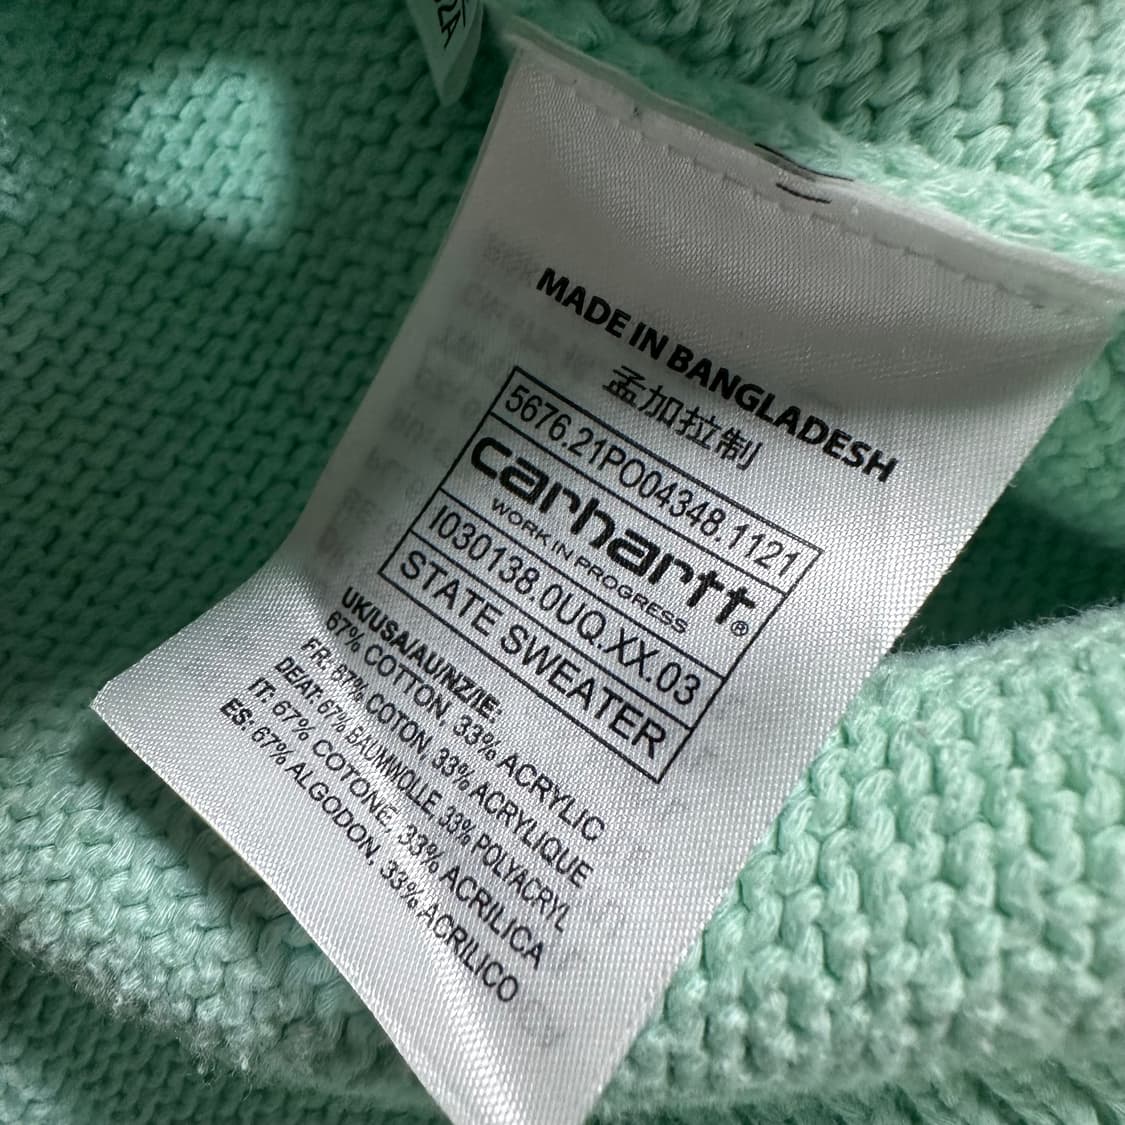 MADE IN BANGLADESH
孟加拉制
5676.21PO04348.1121
carhartt®
WORK IN PROGRESS
I030138.0UQ.XX.03
STATE SWEATER
UK/USA/AU/NZ/IE:
67% COTTON, 33% ACRYLIC
FR: 67% COTON, 33% ACRYLIQUE
DE/AT: 67% BAUMWOLLE, 33% POLYACRYL
IT: 67% COTONE, 33% ACRILICA
ES: 67% ALGODON, 33% ACRILICO